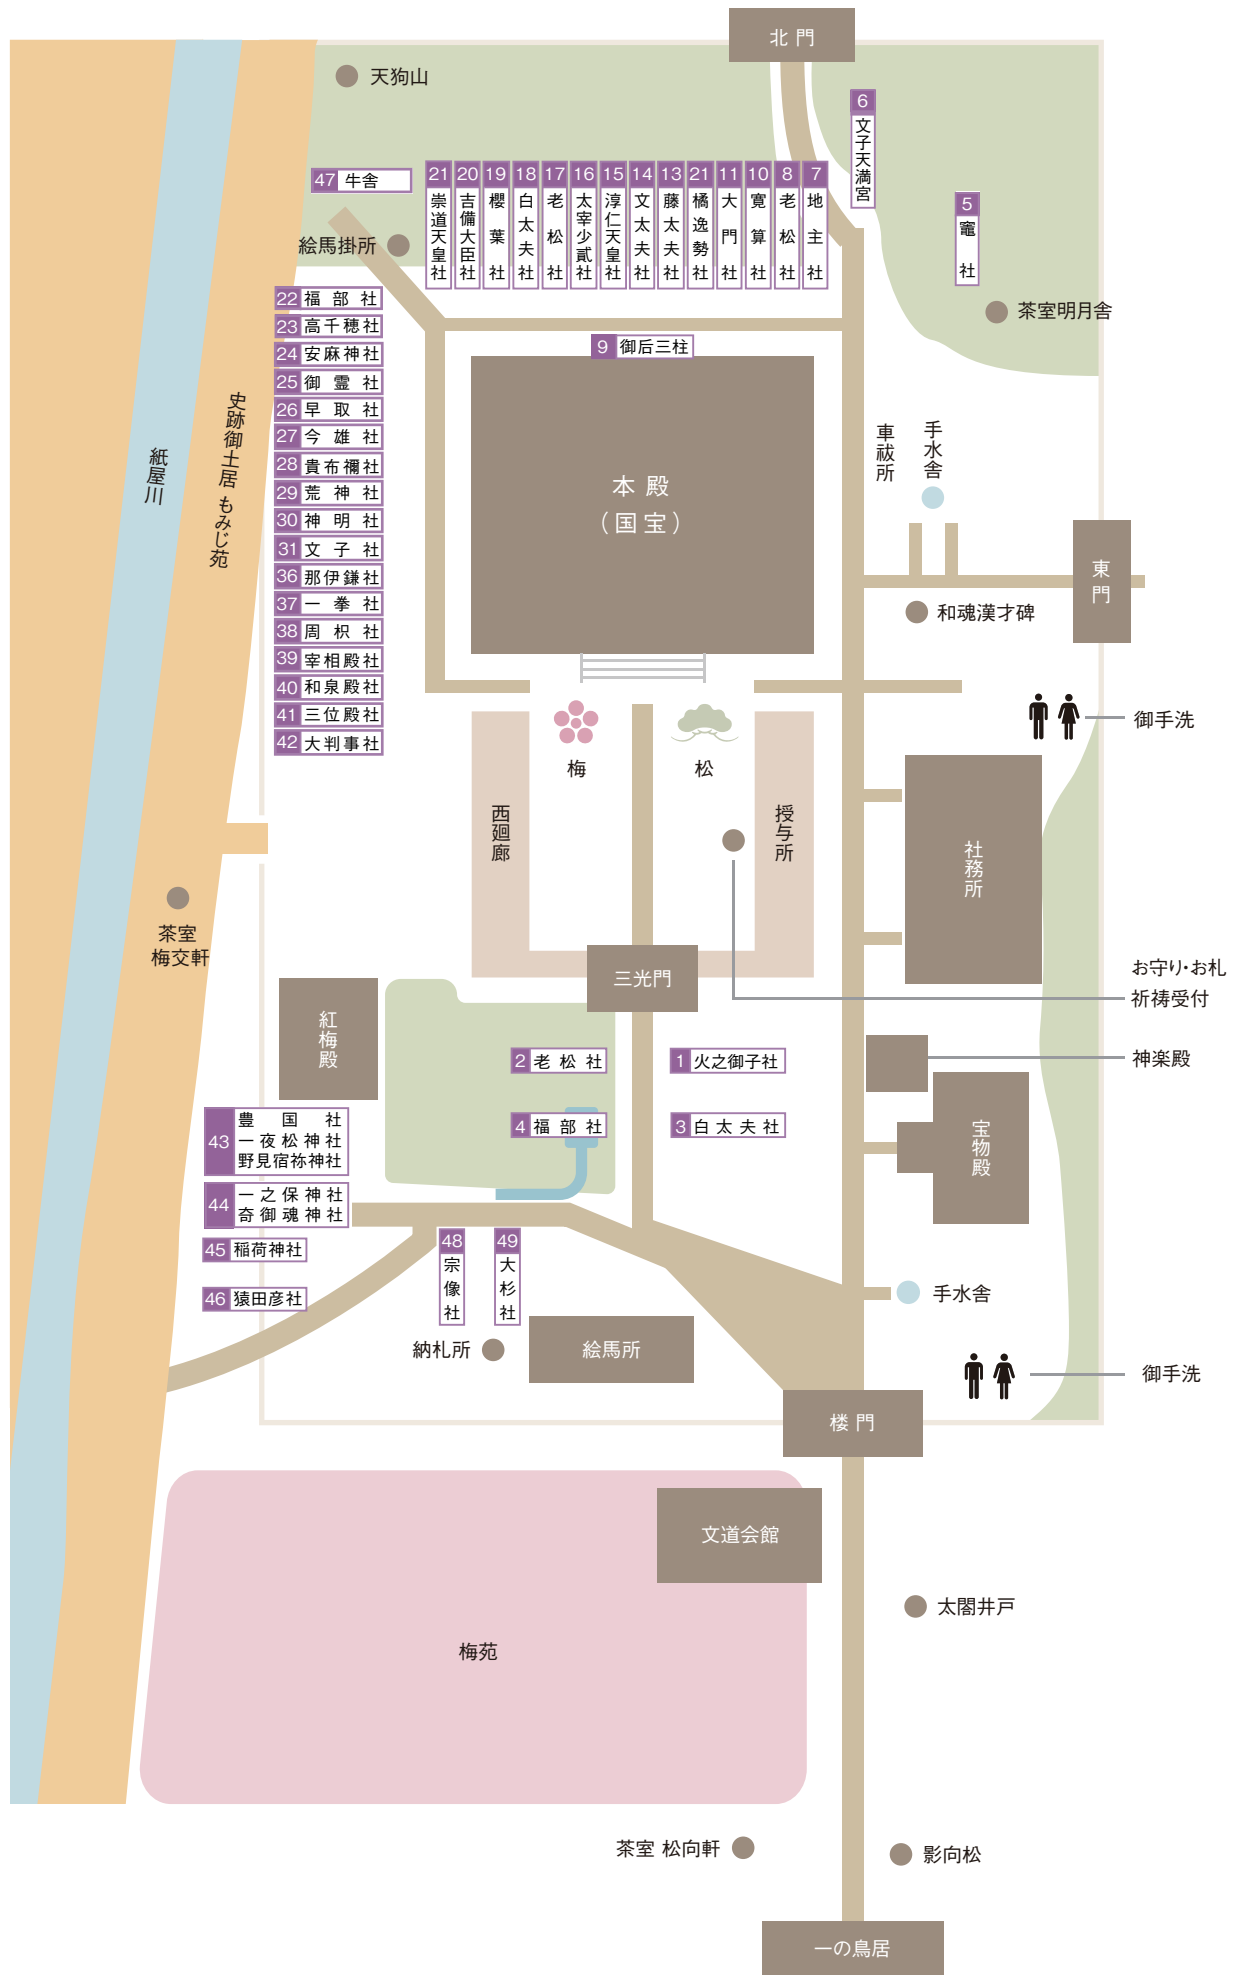 北門
天狗山
6 文子天満宮
5 竈社
47 牛舎
21 崇道天皇社
20 吉備大臣社
19 櫻葉社
18 白太夫社
17 老松社
16 太宰少貳社
15 淳仁天皇社
14 文太夫社
13 藤太夫社
21 橘逸勢社
11 大門社
10 寛算社
8 老松社
7 地主社
絵馬掛所
茶室明月舎
22 福部社
23 高千穂社
24 安麻神社
25 御霊社
26 早取社
27 今雄社
28 貴布禰社
29 荒神社
30 神明社
31 文子社
36 那伊鎌社
37 一拳社
38 周枳社
39 宰相殿社
40 和泉殿社
41 三位殿社
42 大判事社
9 御后三柱
本殿
（国宝）
史跡御土居 もみじ苑
紙屋川
車祓所
手水舎
東門
和魂漢才碑
御手洗
梅
松
西廻廊
授与所
社務所
茶室
梅交軒
三光門
お守り・お札
祈祷受付
紅梅殿
2 老松社
1 火之御子社
神楽殿
4 福部社
3 白太夫社
宝物殿
43 豊国社
一夜松神社
野見宿祢神社
44 一之保神社
奇御魂神社
45 稲荷神社
46 猿田彦社
48 宗像社
49 大杉社
手水舎
納札所
絵馬所
御手洗
楼門
文道会館
太閤井戸
梅苑
茶室 松向軒
影向松
一の鳥居